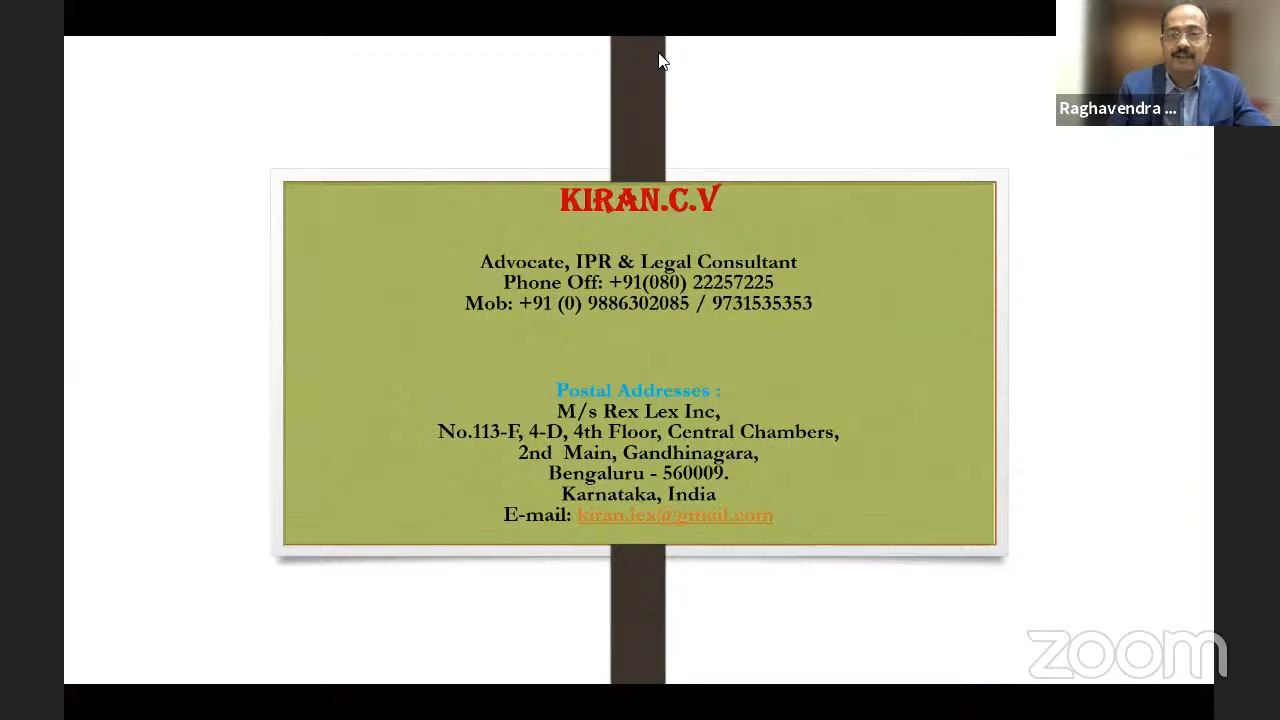 Raghavendra ...
KIRAN.C.V
Advocate, IPR & Legal Consultant
Phone Off: +91(080) 22257225
Mob: +91 (0) 9886302085 / 9731535353
Postal Addresses :
M/s Rex Lex Inc,
No.113-F, 4-D, 4th Floor, Central Chambers,
2nd Main, Gandhinagara,
Bengaluru - 560009.
Karnataka, India
E-mail: kiran.lex@gmail.com
zoom